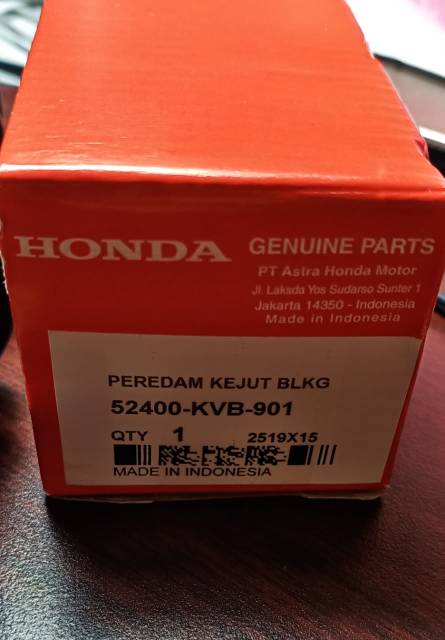 HONDA GENUINE PARTS
PT Astra Honda Motor
Jl. Laksda Yos Sudarso Sunter 1
Jakarta 14350 - Indonesia
Made in Indonesia
PEREDAM KEJUT BLKG
52400-KVB-901
QTY 1 2519X15
MADE IN INDONESIA